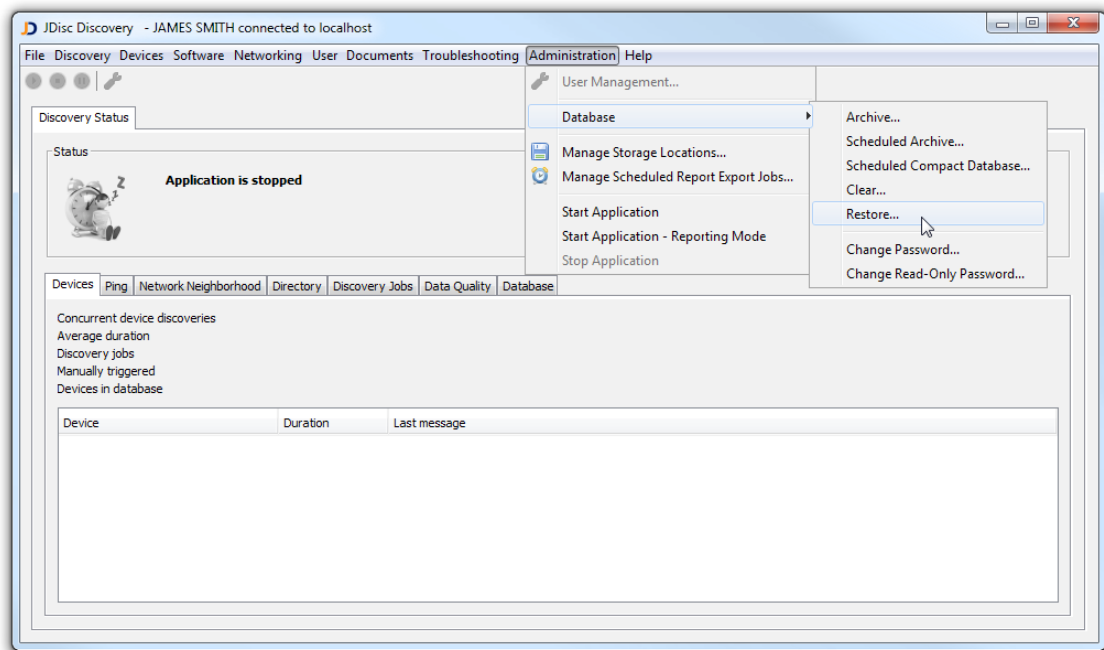 JDisc Discovery - JAMES SMITH connected to localhost
File Discovery Devices Software Networking User Documents Troubleshooting Administration Help
User Management...
Database
Manage Storage Locations...
Manage Scheduled Report Export Jobs...
Start Application
Start Application - Reporting Mode
Stop Application
Archive...
Scheduled Archive...
Scheduled Compact Database...
Clear...
Restore...
Change Password...
Change Read-Only Password...
Discovery Status
Status
Application is stopped
Devices Ping Network Neighborhood Directory Discovery Jobs Data Quality Database
Concurrent device discoveries
Average duration
Discovery jobs
Manually triggered
Devices in database
Device Duration Last message